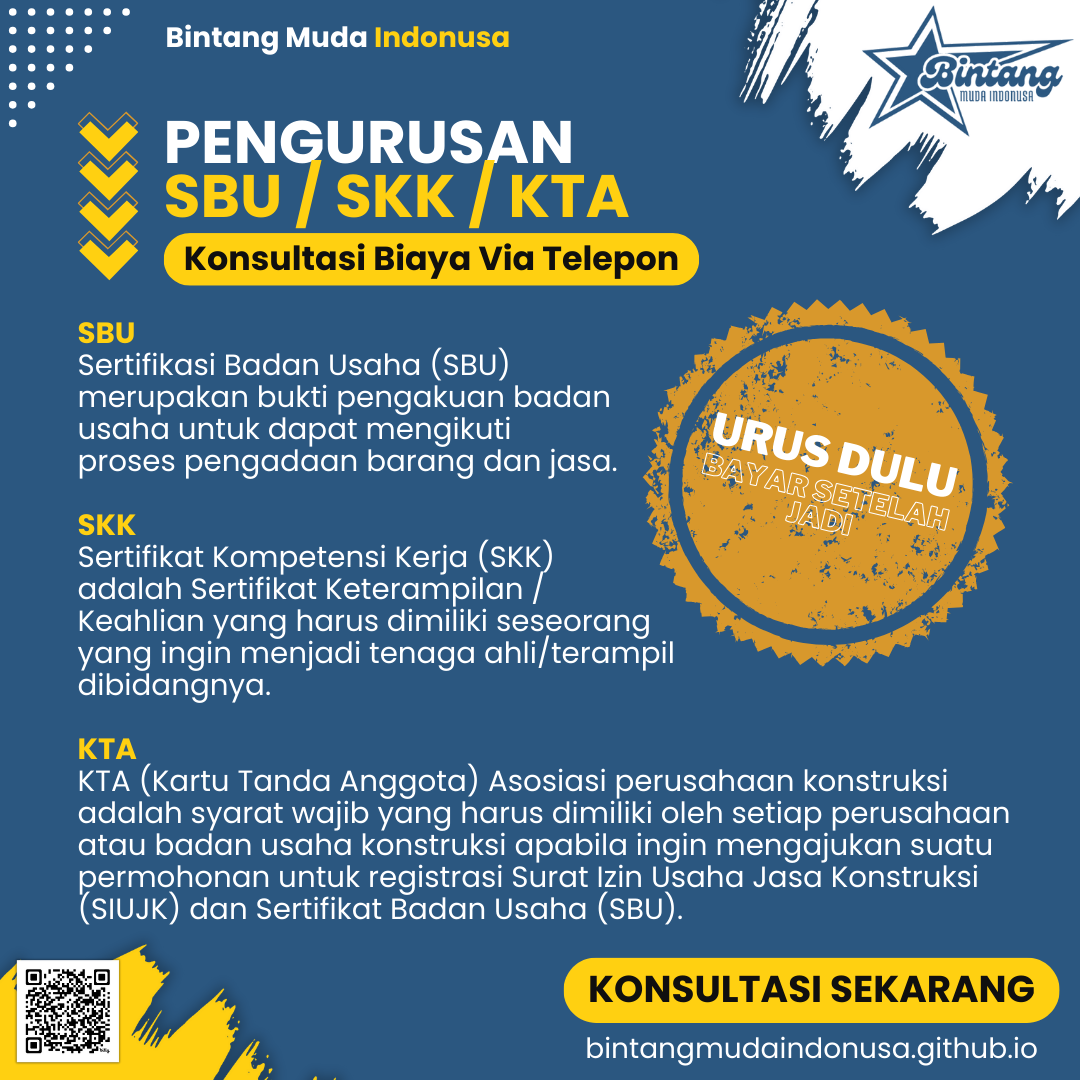 Bintang Muda Indonusa
Bintang
MUDA INDONUSA
PENGURUSAN
SBU / SKK / KTA
Konsultasi Biaya Via Telepon
SBU
Sertifikasi Badan Usaha (SBU)
merupakan bukti pengakuan badan
usaha untuk dapat mengikuti
proses pengadaan barang dan jasa.
URUS DULU
BAYAR SETELAH
JADI
SKK
Sertifikat Kompetensi Kerja (SKK)
adalah Sertifikat Keterampilan /
Keahlian yang harus dimiliki seseorang
yang ingin menjadi tenaga ahli/terampil
dibidangnya.
KTA
KTA (Kartu Tanda Anggota) Asosiasi perusahaan konstruksi
adalah syarat wajib yang harus dimiliki oleh setiap perusahaan
atau badan usaha konstruksi apabila ingin mengajukan suatu
permohonan untuk registrasi Surat Izin Usaha Jasa Konstruksi
(SIUJK) dan Sertifikat Badan Usaha (SBU).
KONSULTASI SEKARANG
bintangmudaindonusa.github.io